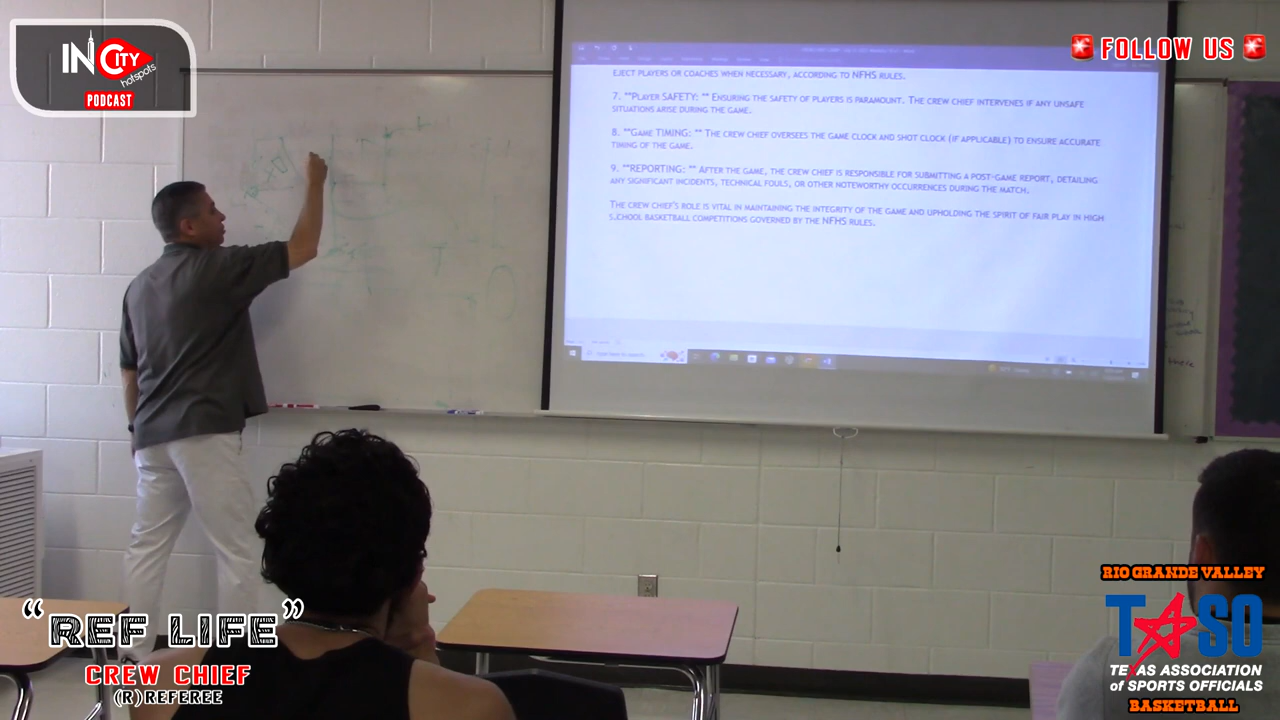 IN CITY
hotspots
PODCAST
🚨 FOLLOW US 🚨
EJECT PLAYERS OR COACHES WHEN NECESSARY, ACCORDING TO NFHS RULES.
7. **PLAYER SAFETY: ** ENSURING THE SAFETY OF PLAYERS IS PARAMOUNT. THE CREW CHIEF INTERVENES IF ANY UNSAFE
SITUATIONS ARISE DURING THE GAME.
8. **GAME TIMING: ** THE CREW CHIEF OVERSEES THE GAME CLOCK AND SHOT CLOCK (IF APPLICABLE) TO ENSURE ACCURATE
TIMING OF THE GAME.
9. **REPORTING: ** AFTER THE GAME, THE CREW CHIEF IS RESPONSIBLE FOR SUBMITTING A POST-GAME REPORT, DETAILING
ANY SIGNIFICANT INCIDENTS, TECHNICAL FOULS, OR OTHER NOTEWORTHY OCCURRENCES DURING THE MATCH.
THE CREW CHIEF'S ROLE IS VITAL IN MAINTAINING THE INTEGRITY OF THE GAME AND UPHOLDING THE SPIRIT OF FAIR PLAY IN HIGH
SCHOOL BASKETBALL COMPETITIONS GOVERNED BY THE NFHS RULES.
“REF LIFE”
CREW CHIEF
(R)REFEREE
RIO GRANDE VALLEY
TASO
TEXAS ASSOCIATION
of SPORTS OFFICIALS
BASKETBALL